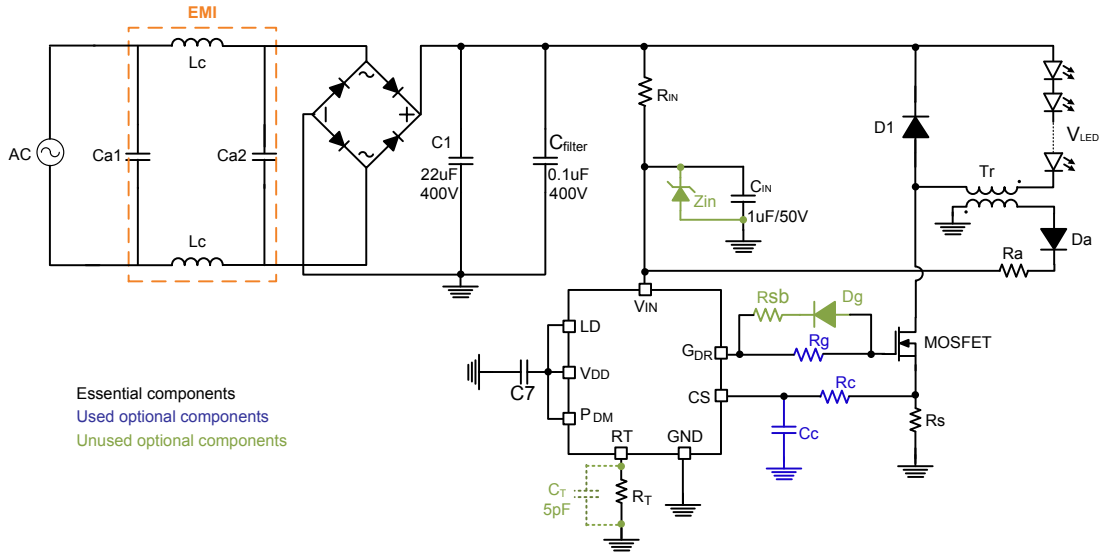 EMI
Lc
AC
Ca1
Ca2
Lc
C1
22uF
400V
Cfilter
0.1uF
400V
RIN
Zin
CIN
1uF/50V
D1
VLED
Tr
Da
Ra
VIN
LD
VDD
PDM
GDR
CS
RT
GND
C7
Rsb
Dg
Rg
MOSFET
Rc
Cc
Rs
CT
5pF
RT
Essential components
Used optional components
Unused optional components